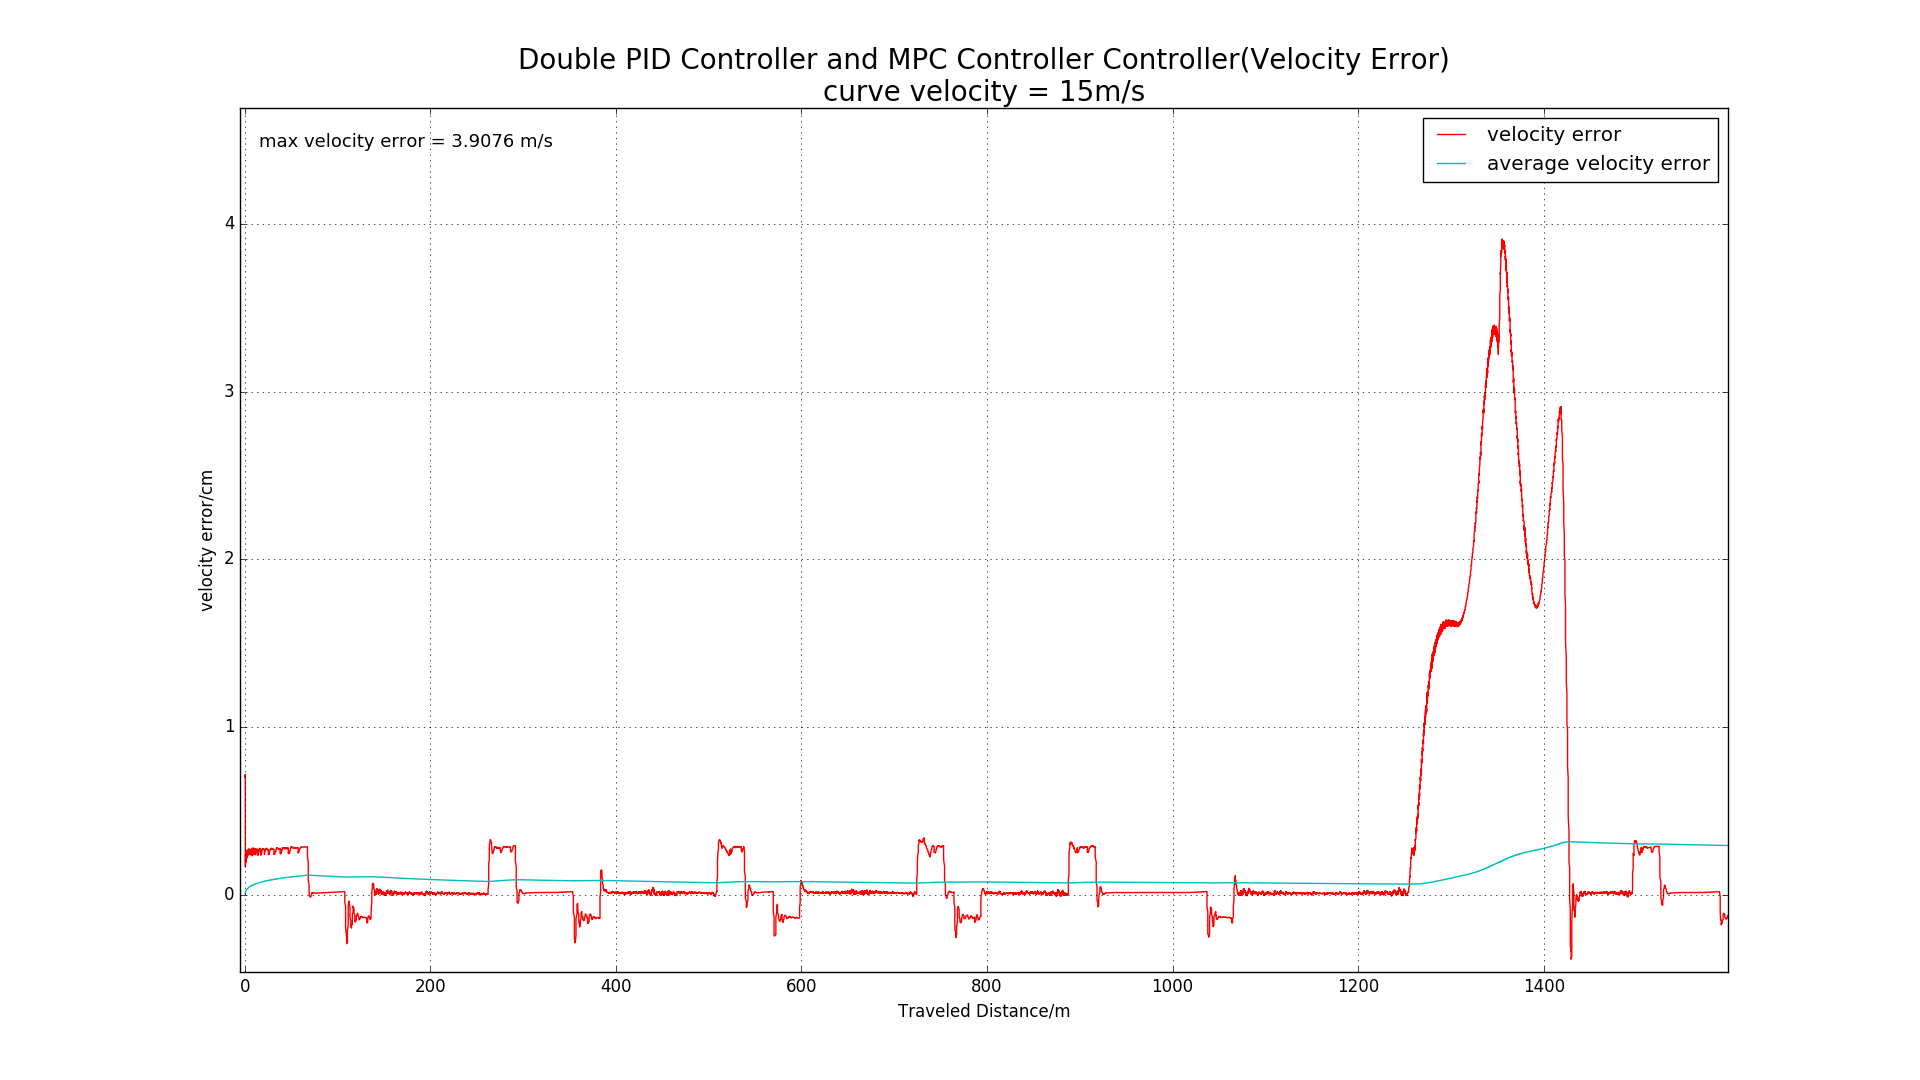 Double PID Controller and MPC Controller Controller(Velocity Error)
curve velocity = 15m/s
max velocity error = 3.9076 m/s
velocity error
average velocity error
4
3
2
1
0
velocity error/cm
0 200 400 600 800 1000 1200 1400
Traveled Distance/m